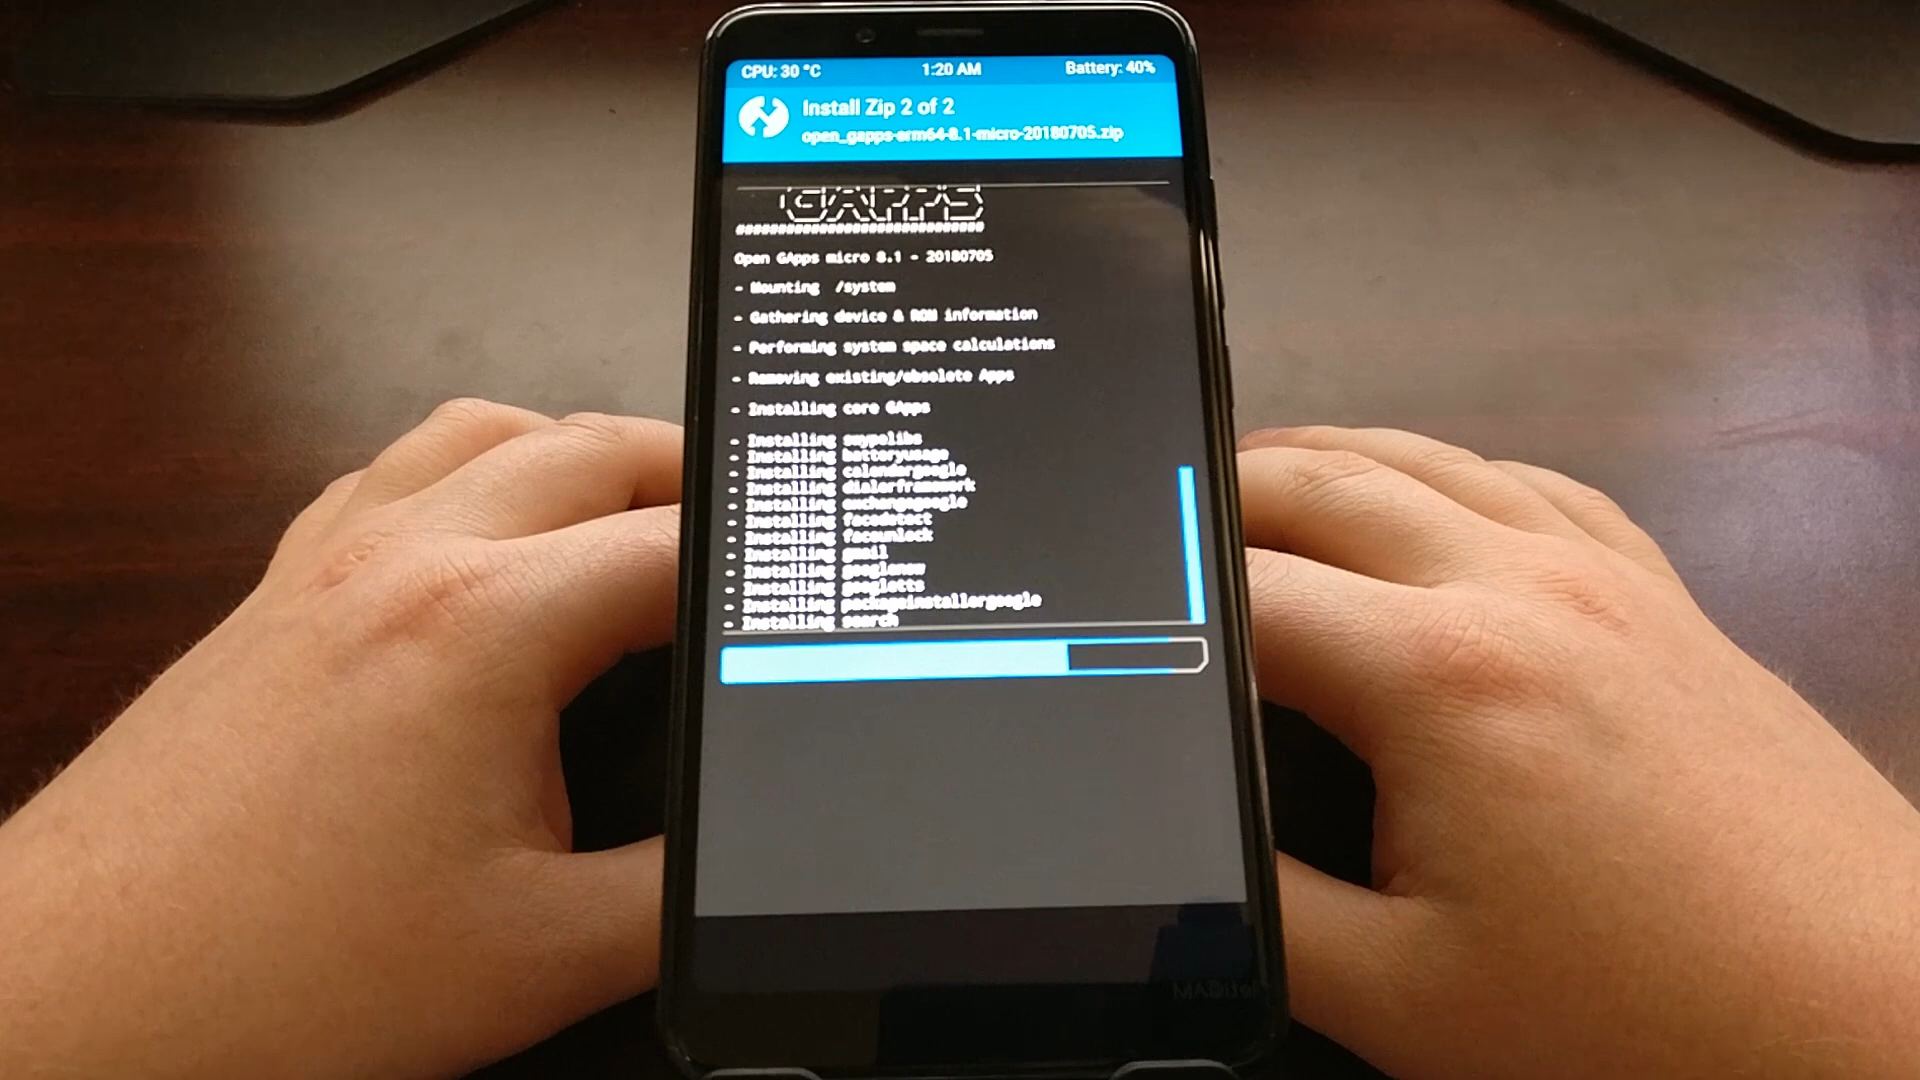 CPU: 30 °C 1:20 AM Battery: 40%
Install Zip 2 of 2
open_gapps-arm64-8.1-micro-20180705.zip
GAPPS
##############################
Open GApps micro 8.1 - 20180705
- Mounting /system
- Gathering device & ROM information
- Performing system space calculations
- Removing existing/obsolete Apps
- Installing core GApps
- Installing swypelibs
- Installing batteryusage
- Installing calendargoogle
- Installing dialerframework
- Installing exchangegoogle
- Installing facedetect
- Installing faceunlock
- Installing gmail
- Installing googlenow
- Installing googletts
- Installing packageinstallergoogle
- Installing search